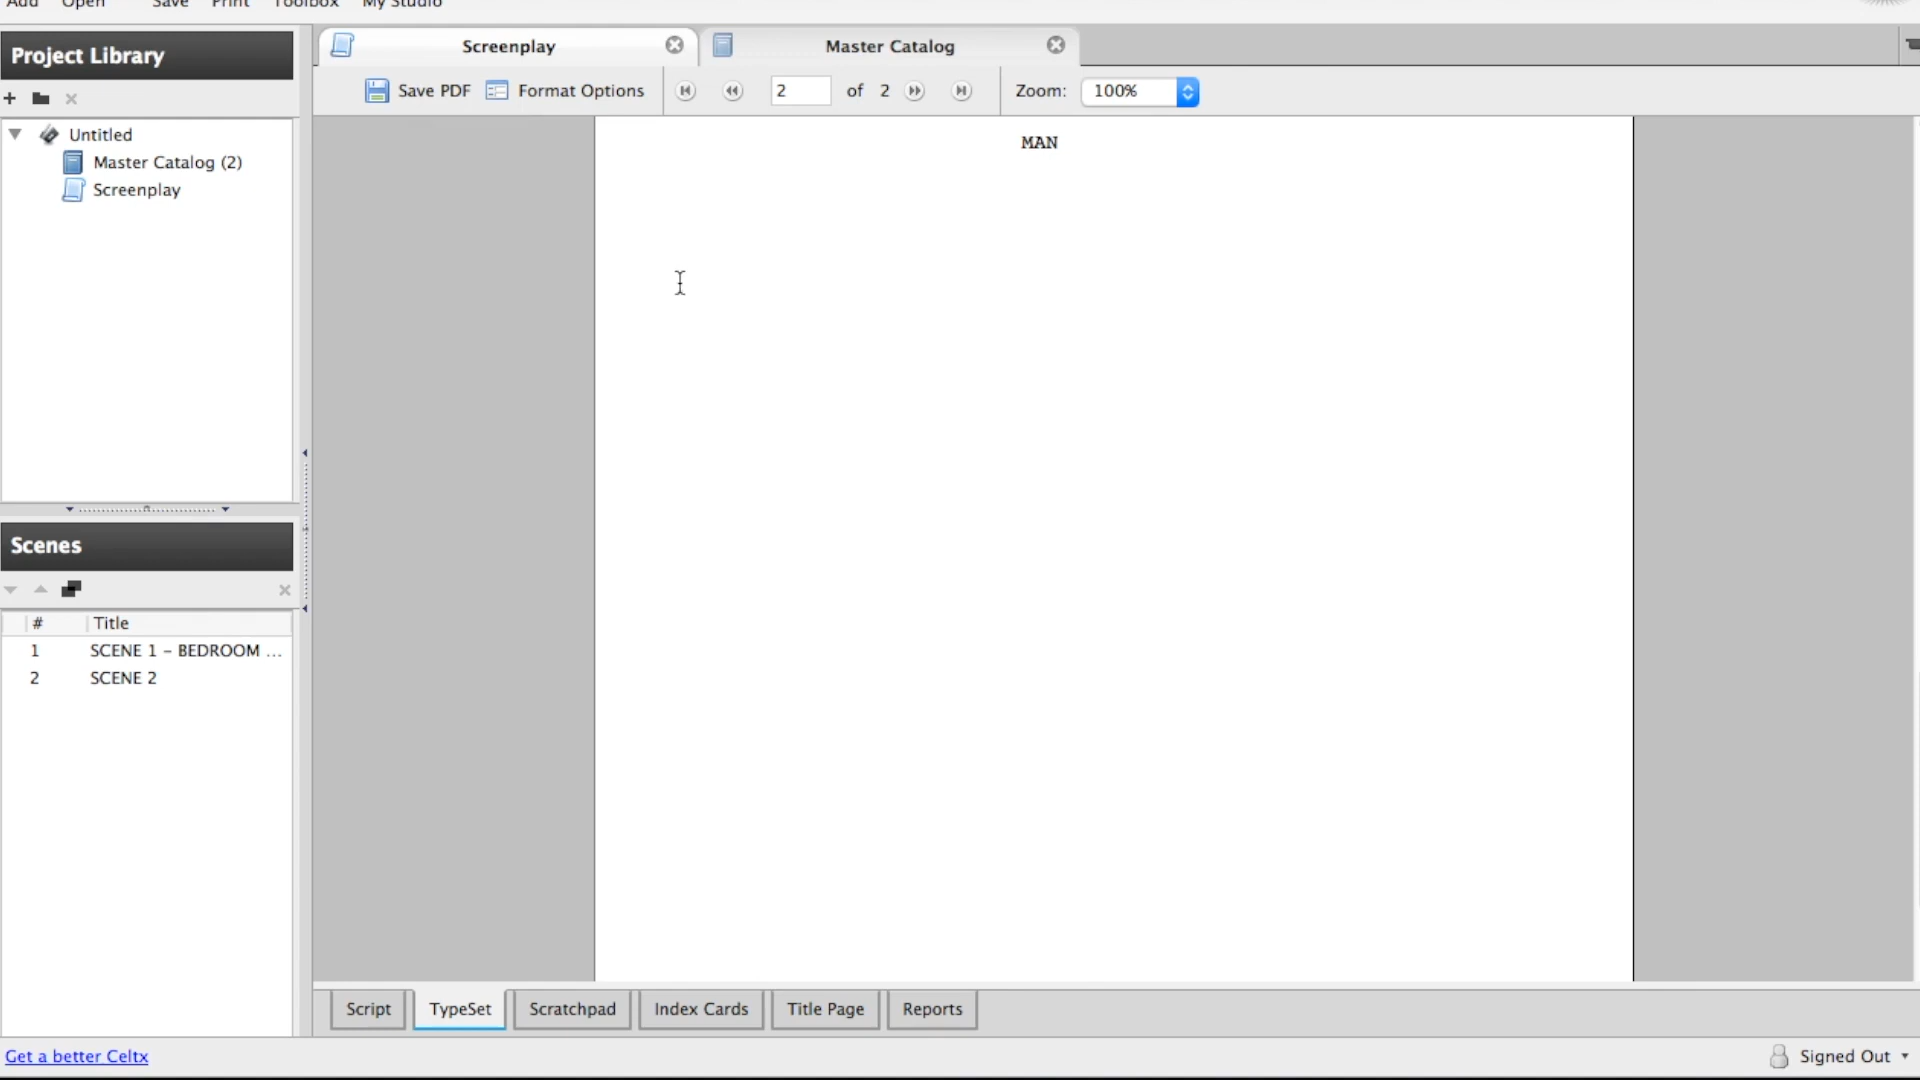 Add Open Save Print Toolbox My Studio
Project Library
Screenplay
Master Catalog
Save PDF
Format Options
2 of 2
Zoom: 100%
Untitled
Master Catalog (2)
Screenplay
MAN
Scenes
# Title
1 SCENE 1 - BEDROOM ...
2 SCENE 2
Script TypeSet Scratchpad Index Cards Title Page Reports
Get a better Celtx
Signed Out